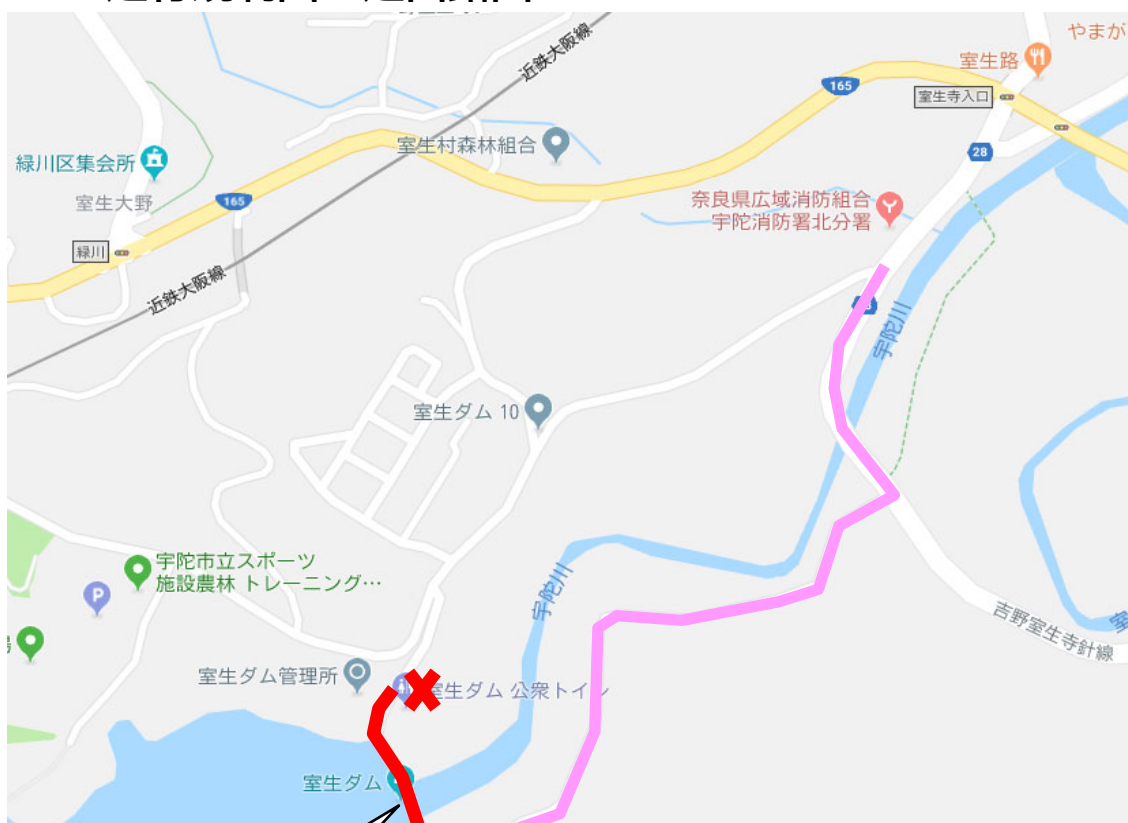 やまが
室生路
近鉄大阪線
165
室生寺入口
室生村森林組合
28
緑川区集会所
室生大野
165
奈良県広域消防組合
宇陀消防署北分署
緑川
近鉄大阪線
宇陀川
室生ダム 10
宇陀市立スポーツ
施設農林 トレーニング…
P
宇陀川
吉野室生寺針線
室生ダム管理所
室生ダム 公衆トイレ
室生ダム